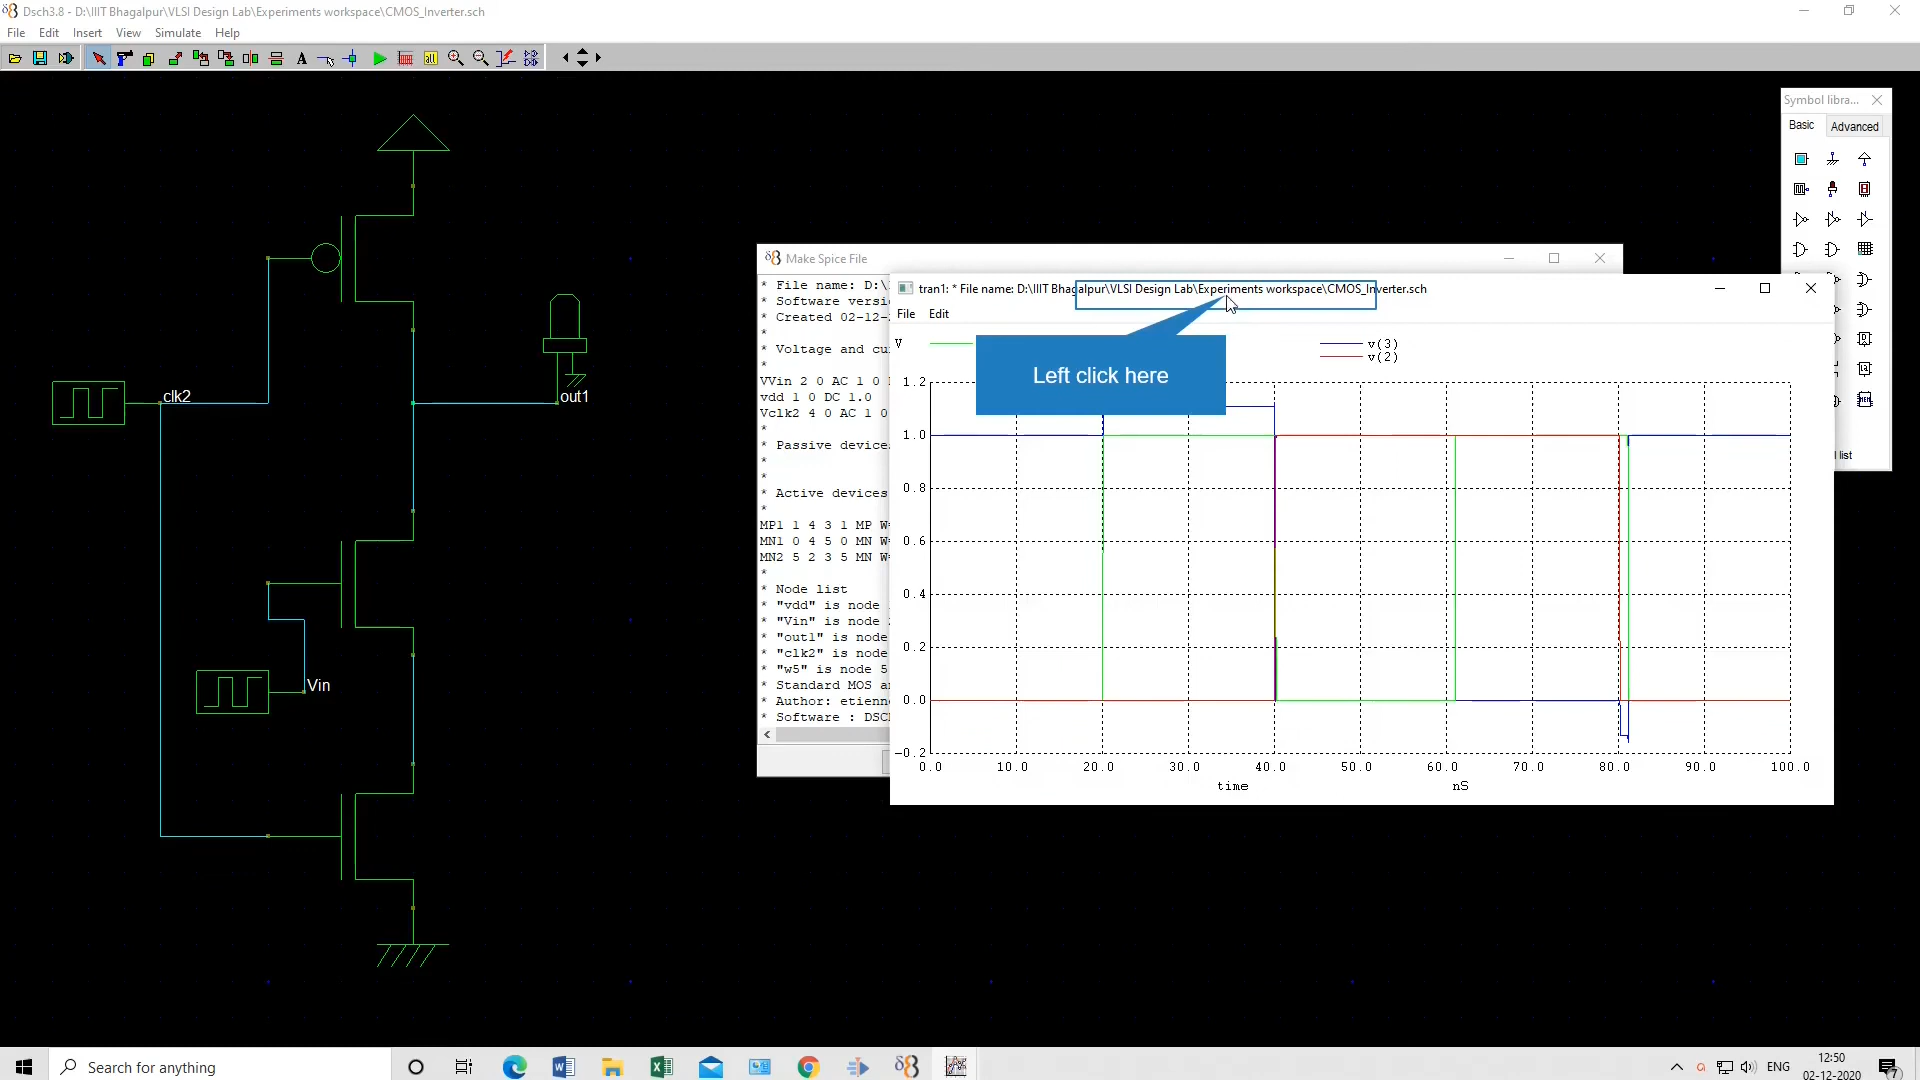 Dsch3.8 - D:\IIIT Bhagalpur\VLSI Design Lab\Experiments workspace\CMOS_Inverter.sch
File Edit Insert View Simulate Help
clk2
out1
Vin
Symbol libra...
Basic Advanced
Make Spice File
* File name: D:\
* Software versi
* Created 02-12-
*
* Voltage and cu
*
VVin 2 0 AC 1 0
vdd 1 0 DC 1.0
Vclk2 4 0 AC 1 0
*
* Passive device
*
*
* Active devices
*
MP1 1 4 3 1 MP W
MN1 0 4 5 0 MN W
MN2 5 2 3 5 MN W
*
* Node list
* "vdd" is node
* "Vin" is node
* "out1" is node
* "clk2" is node
* "w5" is node 5
* Standard MOS
* Author: etienn
* Software : DSC
tran1: * File name: D:\IIIT Bhagalpur\VLSI Design Lab\Experiments workspace\CMOS_Inverter.sch
File Edit
V
v(3)
v(2)
Left click here
1.2
1.0
0.8
0.6
0.4
0.2
0.0
-0.2
0.0 10.0 20.0 30.0 40.0 50.0 60.0 70.0 80.0 90.0 100.0
time nS
l list
Search for anything
ENG
12:50
02-12-2020
7